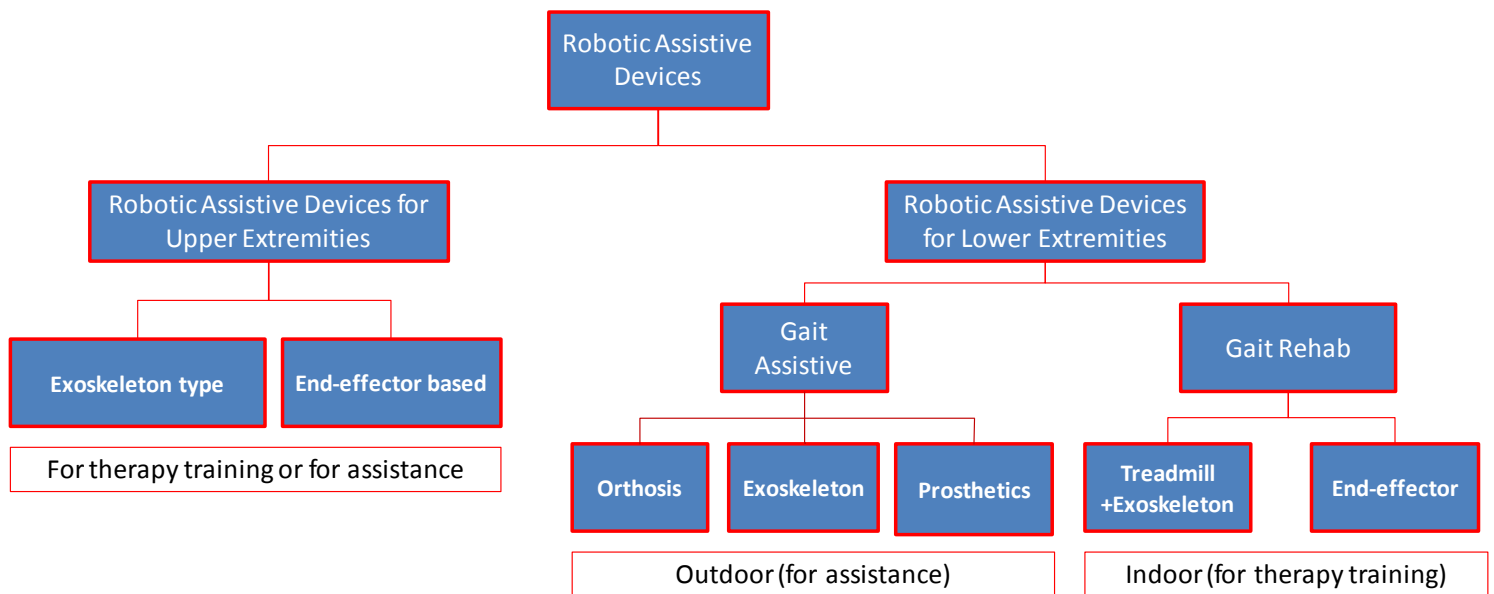 Robotic Assistive
Devices
Robotic Assistive Devices for
Upper Extremities
Robotic Assistive Devices
for Lower Extremities
Gait
Assistive
Gait Rehab
Exoskeleton type
End-effector based
For therapy training or for assistance
Orthosis
Exoskeleton
Prosthetics
Treadmill
+Exoskeleton
End-effector
Outdoor (for assistance)
Indoor (for therapy training)